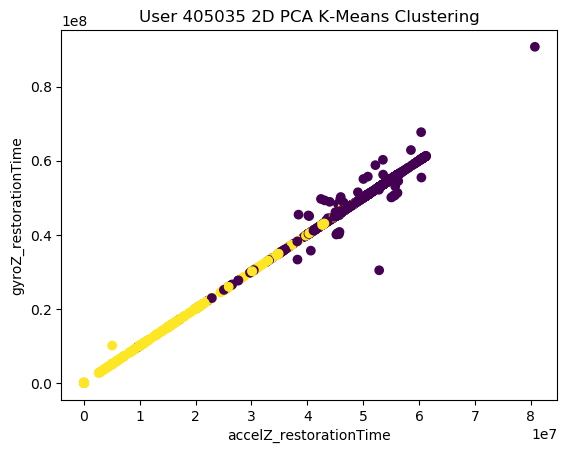 User 405035 2D PCA K-Means Clustering
1e8
0.8
0.6
0.4
0.2
0.0
gyroZ_restorationTime
0 1 2 3 4 5 6 7 8
1e7
accelZ_restorationTime